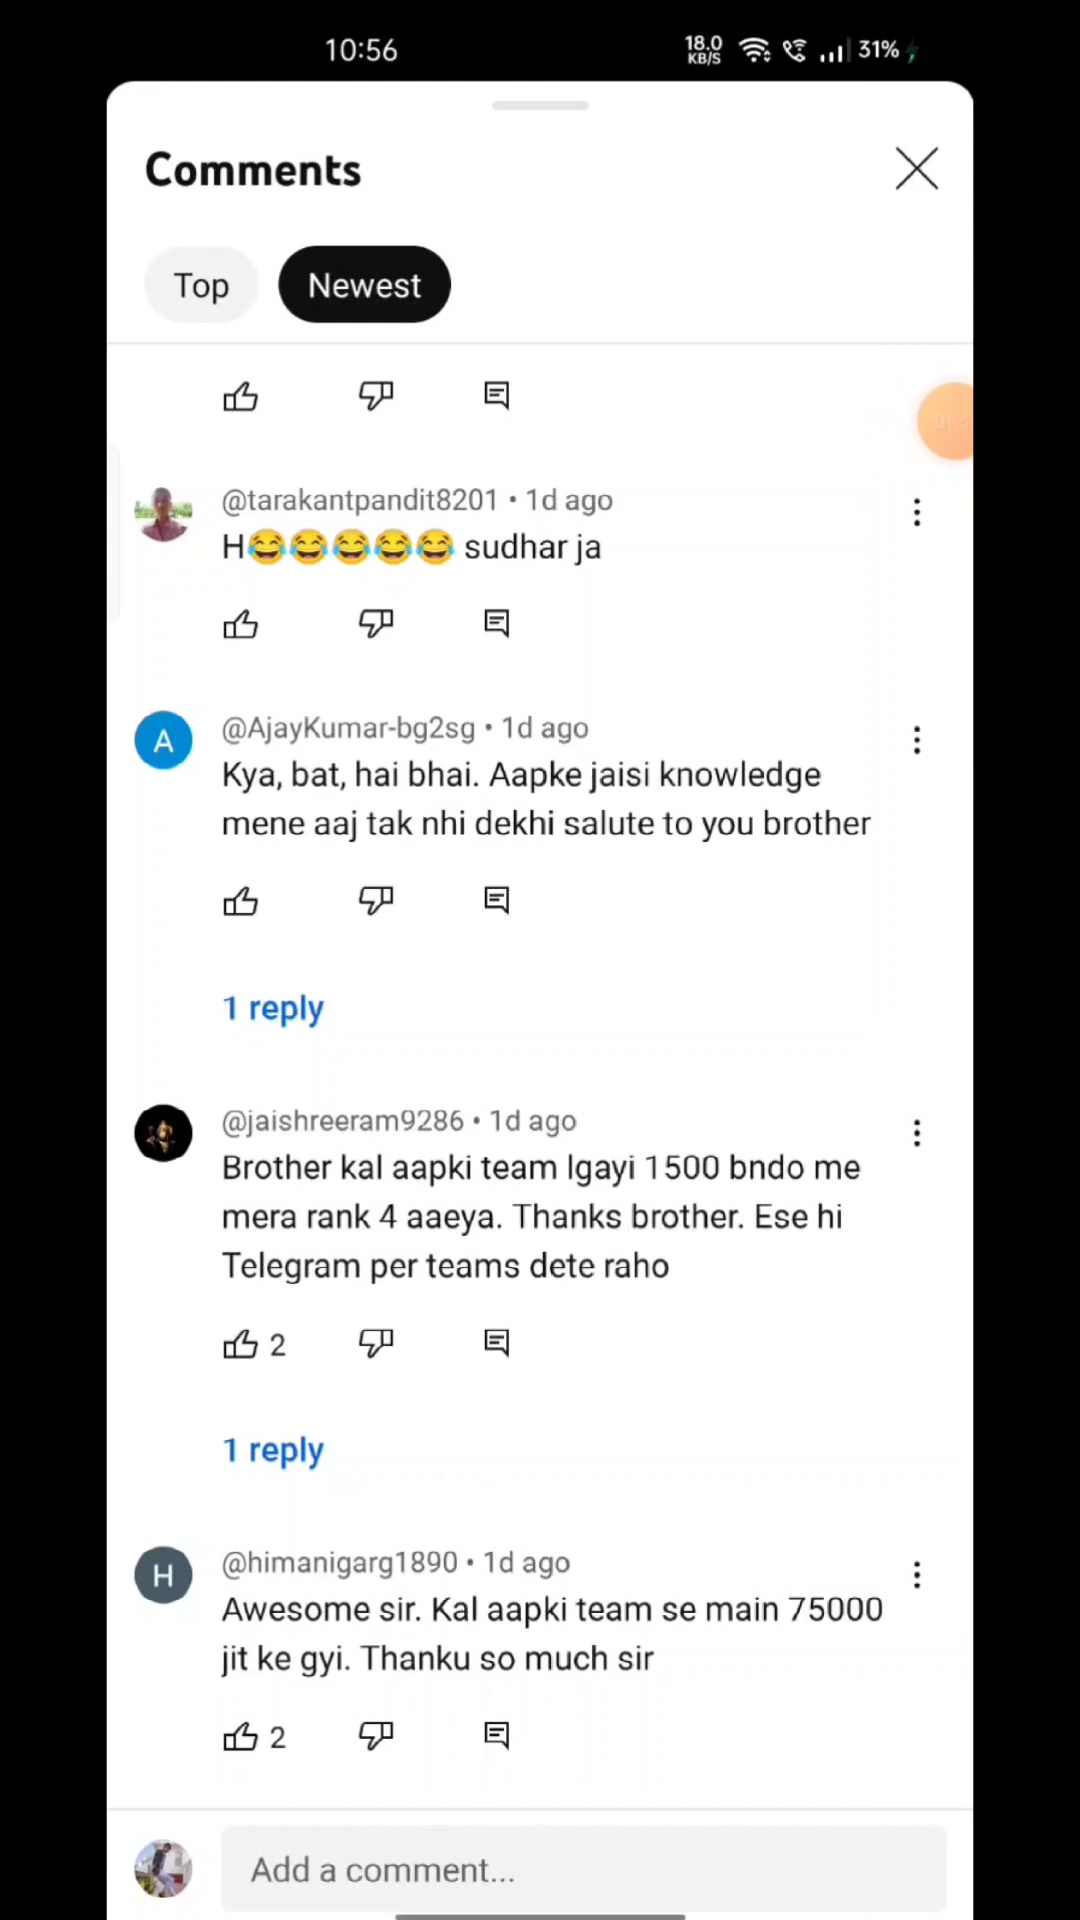 10:56
18.0
KB/S
31%
Comments
Top
Newest
@tarakantpandit8201 • 1d ago
H😂😂😂😂😂 sudhar ja
A
@AjayKumar-bg2sg • 1d ago
Kya, bat, hai bhai. Aapke jaisi knowledge
mene aaj tak nhi dekhi salute to you brother
1 reply
@jaishreeram9286 • 1d ago
Brother kal aapki team lgayi 1500 bndo me
mera rank 4 aaeya. Thanks brother. Ese hi
Telegram per teams dete raho
2
1 reply
H
@himanigarg1890 • 1d ago
Awesome sir. Kal aapki team se main 75000
jit ke gyi. Thanku so much sir
2
Add a comment...